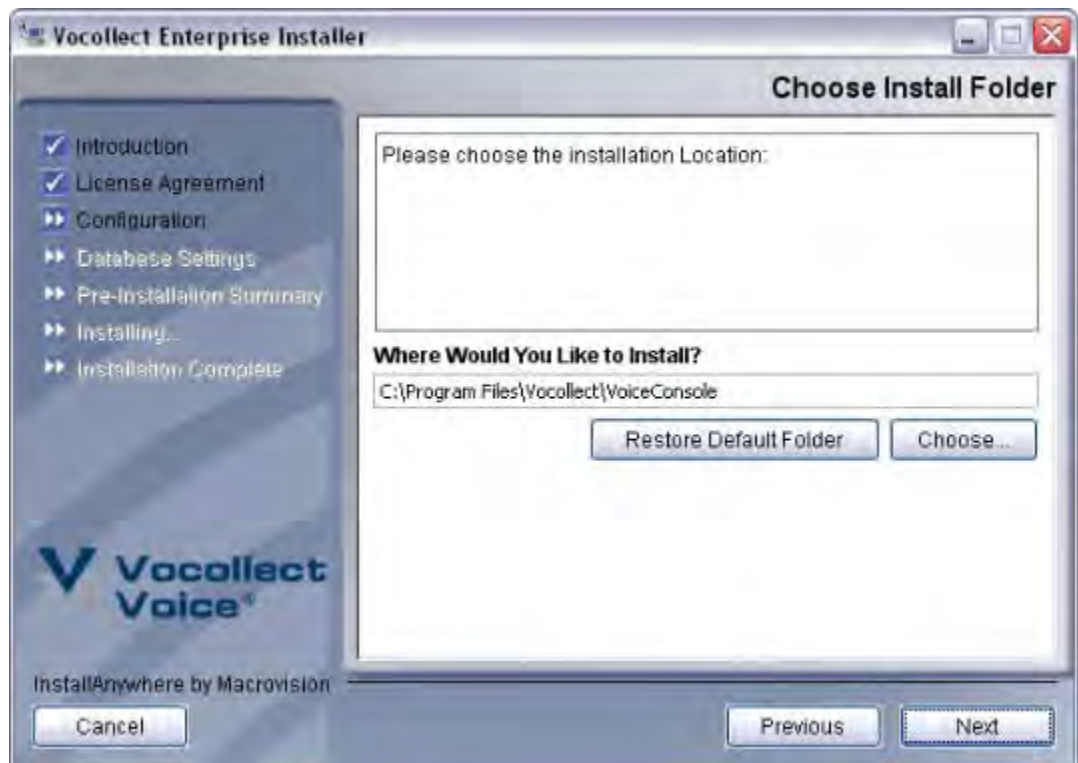 Vocollect Enterprise Installer
Choose Install Folder
Introduction
License Agreement
Configuration
Database Settings
Pre-Installation Summary
Installing...
Installation Complete
Vocollect
Voice®
Please choose the installation Location:
Where Would You Like to Install?
C:\Program Files\Vocollect\VoiceConsole
Restore Default Folder
Choose...
InstallAnywhere by Macrovision
Cancel
Previous
Next